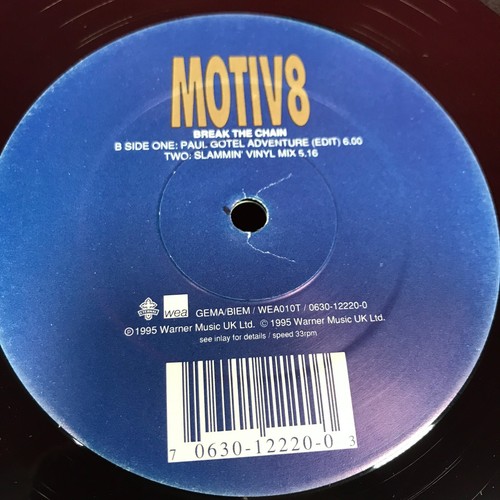 MOTIV8
BREAK THE CHAIN
B SIDE ONE: PAUL GOTEL ADVENTURE (EDIT) 6.00
TWO: SLAMMIN' VINYL MIX 5.16
wea GEMA/BIEM / WEA010T / 0630-12220-0
℗1995 Warner Music UK Ltd. ©1995 Warner Music UK Ltd.
see inlay for details / speed 33rpm
7 0630-12220-0 3